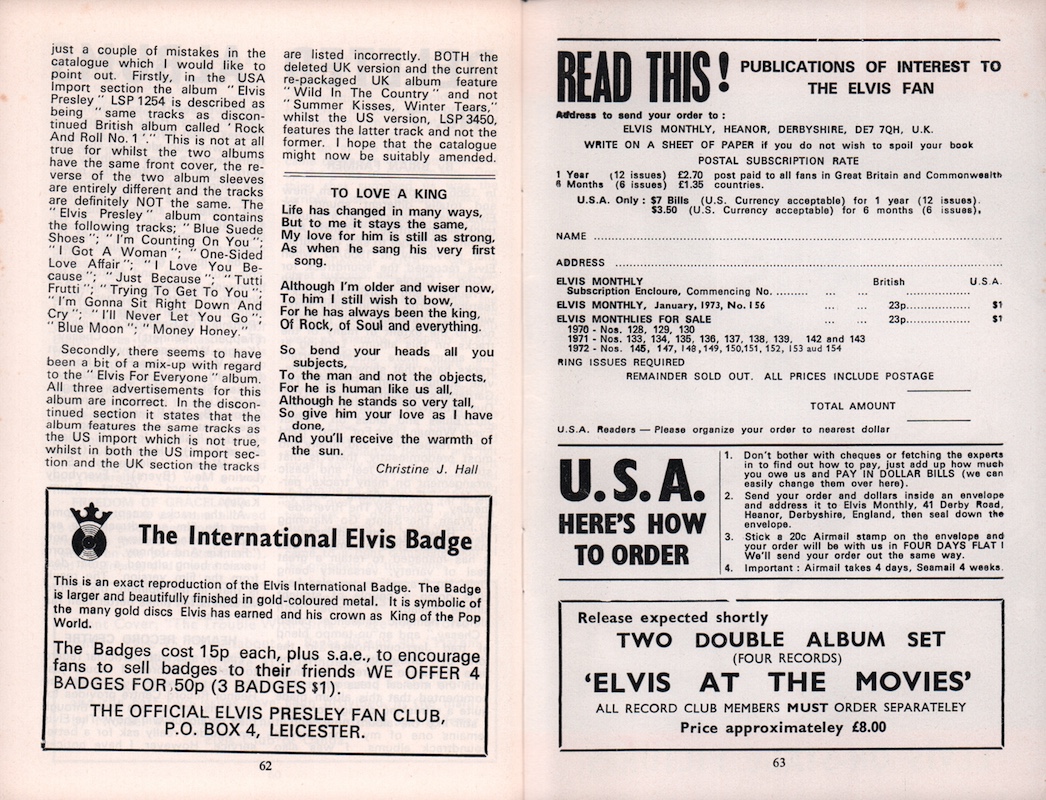 just a couple of mistakes in the
catalogue which I would like to
point out. Firstly, in the USA
Import section the album "Elvis
Presley" LSP 1254 is described as
being "same tracks as discon-
tinued British album called 'Rock
And Roll No. 1'." This is not at all
true for whilst the two albums
have the same front cover, the re-
verse of the two album sleeves
are entirely different and the tracks
are definitely NOT the same. The
"Elvis Presley" album contains
the following tracks; "Blue Suede
Shoes"; "I'm Counting On You";
"I Got A Woman"; "One-Sided
Love Affair"; "I Love You Be-
cause"; "Just Because"; "Tutti
Frutti"; "Trying To Get To You";
"I'm Gonna Sit Right Down And
Cry"; "I'll Never Let You Go";
"Blue Moon"; "Money Honey."
Secondly, there seems to have
been a bit of a mix-up with regard
to the "Elvis For Everyone" album.
All three advertisements for this
album are incorrect. In the discon-
tinued section it states that the
album features the same tracks as
the US import which is not true,
whilst in both the US import sec-
tion and the UK section the tracks
are listed incorrectly. BOTH the
deleted UK version and the current
re-packaged UK album feature
"Wild In The Country" and not
"Summer Kisses, Winter Tears,"
whilst the US version, LSP 3450,
features the latter track and not the
former. I hope that the catalogue
might now be suitably amended.
TO LOVE A KING
Life has changed in many ways,
But to me it stays the same,
My love for him is still as strong,
As when he sang his very first
song.
Although I'm older and wiser now,
To him I still wish to bow,
For he has always been the king,
Of Rock, of Soul and everything.
So bend your heads all you
subjects,
To the man and not the objects,
For he is human like us all,
Although he stands so very tall,
So give him your love as I have
done,
And you'll receive the warmth of
the sun.
Christine J. Hall
The International Elvis Badge
This is an exact reproduction of the Elvis International Badge. The Badge
is larger and beautifully finished in gold-coloured metal. It is symbolic of
the many gold discs Elvis has earned and his crown as King of the Pop
World.
The Badges cost 15p each, plus s.a.e., to encourage
fans to sell badges to their friends WE OFFER 4
BADGES FOR 50p (3 BADGES $1).
THE OFFICIAL ELVIS PRESLEY FAN CLUB,
P.O. BOX 4, LEICESTER.
62
READ THIS! PUBLICATIONS OF INTEREST TO
THE ELVIS FAN
Address to send your order to :
ELVIS MONTHLY, HEANOR, DERBYSHIRE, DE7 7QH, U.K.
WRITE ON A SHEET OF PAPER if you do not wish to spoil your book
POSTAL SUBSCRIPTION RATE
1 Year (12 issues) £2.70 post paid to all fans in Great Britain and Commonwealth
6 Months (6 issues) £1.35 countries.
U.S.A. Only : $7 Bills (U.S. Currency acceptable) for 1 year (12 issues).
$3.50 (U.S. Currency acceptable) for 6 months (6 issues).
NAME
ADDRESS
ELVIS MONTHLY British U.S.A.
Subscription Encloure, Commencing No. ......... ... ... ...................
ELVIS MONTHLY, January, 1973, No. 156 ... ... 23p................... $1
ELVIS MONTHLIES FOR SALE ... ... 23p................... $1
1970 - Nos. 128, 129, 130
1971 - Nos. 133, 134, 135, 136, 137, 138, 139, 142 and 143
1972 - Nos. 145, 147, 148, 149, 150, 151, 152, 153 aud 154
RING ISSUES REQUIRED
REMAINDER SOLD OUT. ALL PRICES INCLUDE POSTAGE
TOTAL AMOUNT
U.S.A. Readers — Please organize your order to nearest dollar
U.S.A.
HERE'S HOW
TO ORDER
1. Don't bother with cheques or fetching the experts
in to find out how to pay, just add up how much
you owe us and PAY IN DOLLAR BILLS (we can
easily change them over here).
2. Send your order and dollars inside an envelope
and address it to Elvis Monthly, 41 Derby Road,
Heanor, Derbyshire, England, then seal down the
envelope.
3. Stick a 20c Airmail stamp on the envelope and
your order will be with us in FOUR DAYS FLAT !
We'll send your order out the same way.
4. Important : Airmail takes 4 days, Seamail 4 weeks.
Release expected shortly
TWO DOUBLE ALBUM SET
(FOUR RECORDS)
'ELVIS AT THE MOVIES'
ALL RECORD CLUB MEMBERS MUST ORDER SEPARATELEY
Price approximateley £8.00
63